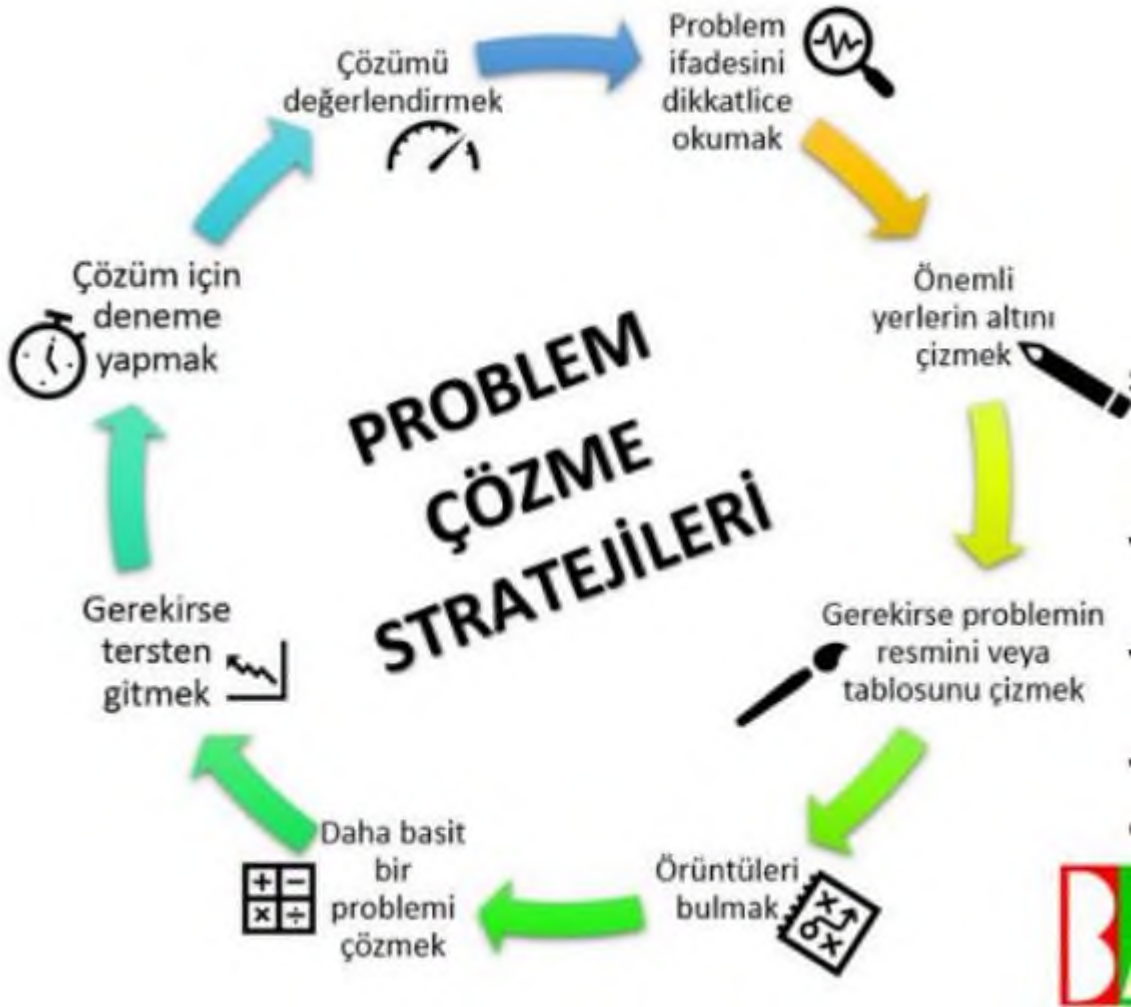 PROBLEM
ÇÖZME
STRATEJİLERİ
Problem
ifadesini
dikkatlice
okumak
Önemli
yerlerin altını
çizmek
Gerekirse problemin
resmini veya
tablosunu çizmek
Örüntüleri
bulmak
Daha basit
bir
problemi
çözmek
Gerekirse
tersten
gitmek
Çözüm için
deneme
yapmak
Çözümü
değerlendirmek